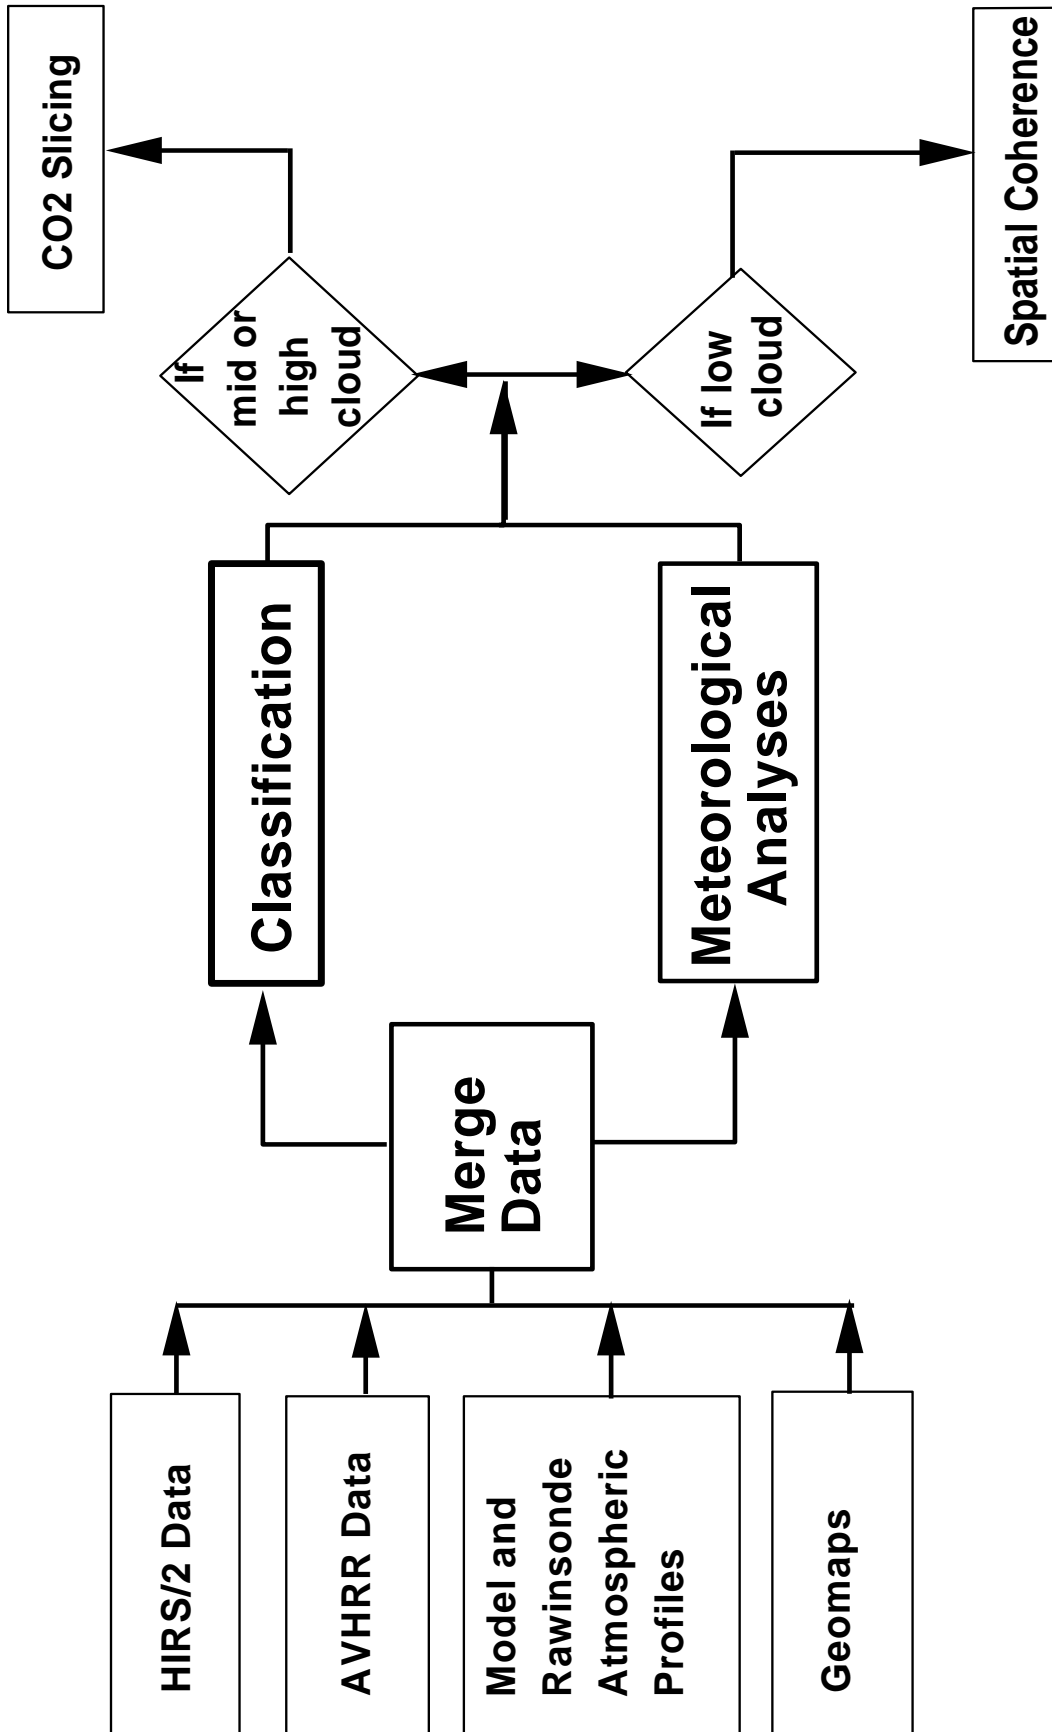 HIRS/2 Data
AVHRR Data
Model and
Rawinsonde
Atmospheric
Profiles
Geomaps
Merge
Data
Classification
Meteorological
Analyses
If
mid or
high
cloud
If low
cloud
CO2 Slicing
Spatial Coherence